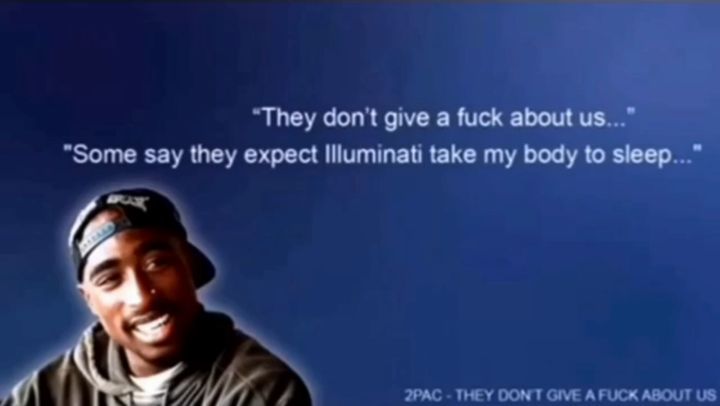 “They don’t give a fuck about us...”
"Some say they expect Illuminati take my body to sleep..."
2PAC - THEY DON'T GIVE A FUCK ABOUT US